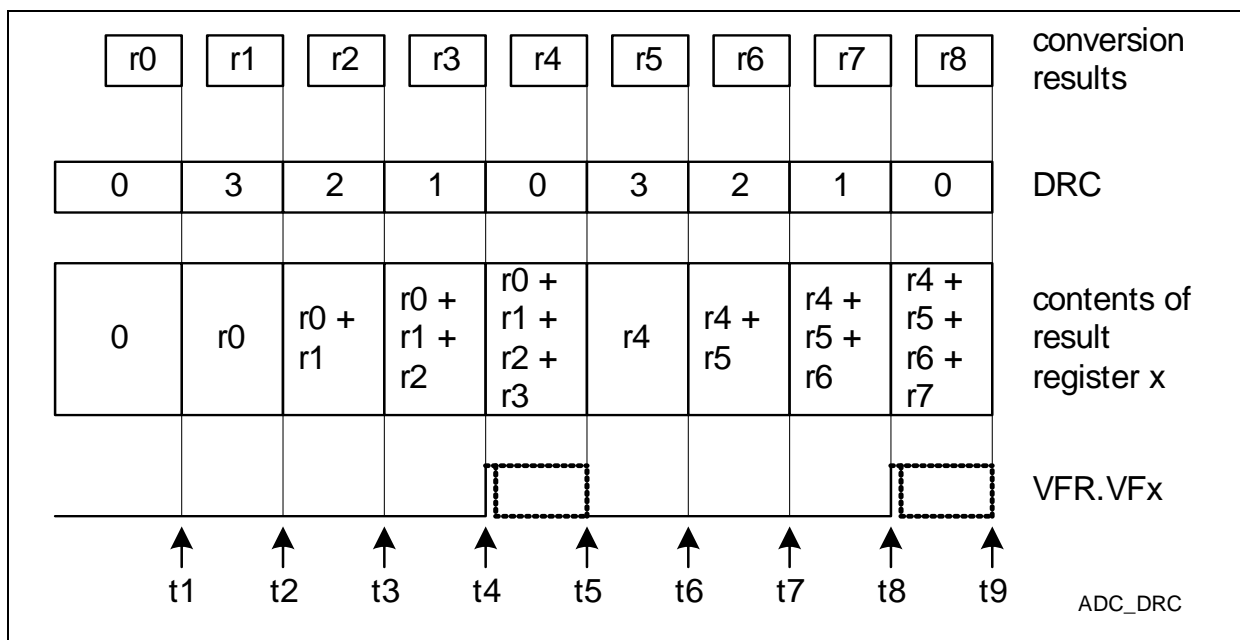 r0 r1 r2 r3 r4 r5 r6 r7 r8
conversion
results
0 3 2 1 0 3 2 1 0
DRC
0
r0
r0 +
r1
r0 +
r1 +
r2
r0 +
r1 +
r2 +
r3
r4
r4 +
r5
r4 +
r5 +
r6
r4 +
r5 +
r6 +
r7
contents of
result
register x
VFR.VFx
t1 t2 t3 t4 t5 t6 t7 t8 t9
ADC_DRC